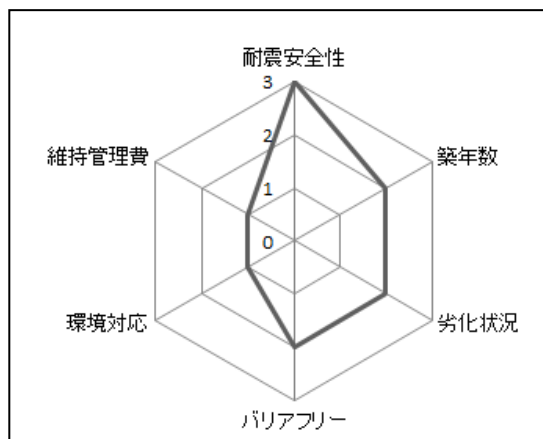 耐震安全性
3
維持管理費
2
築年数
1
0
環境対応
劣化状況
バリアフリー